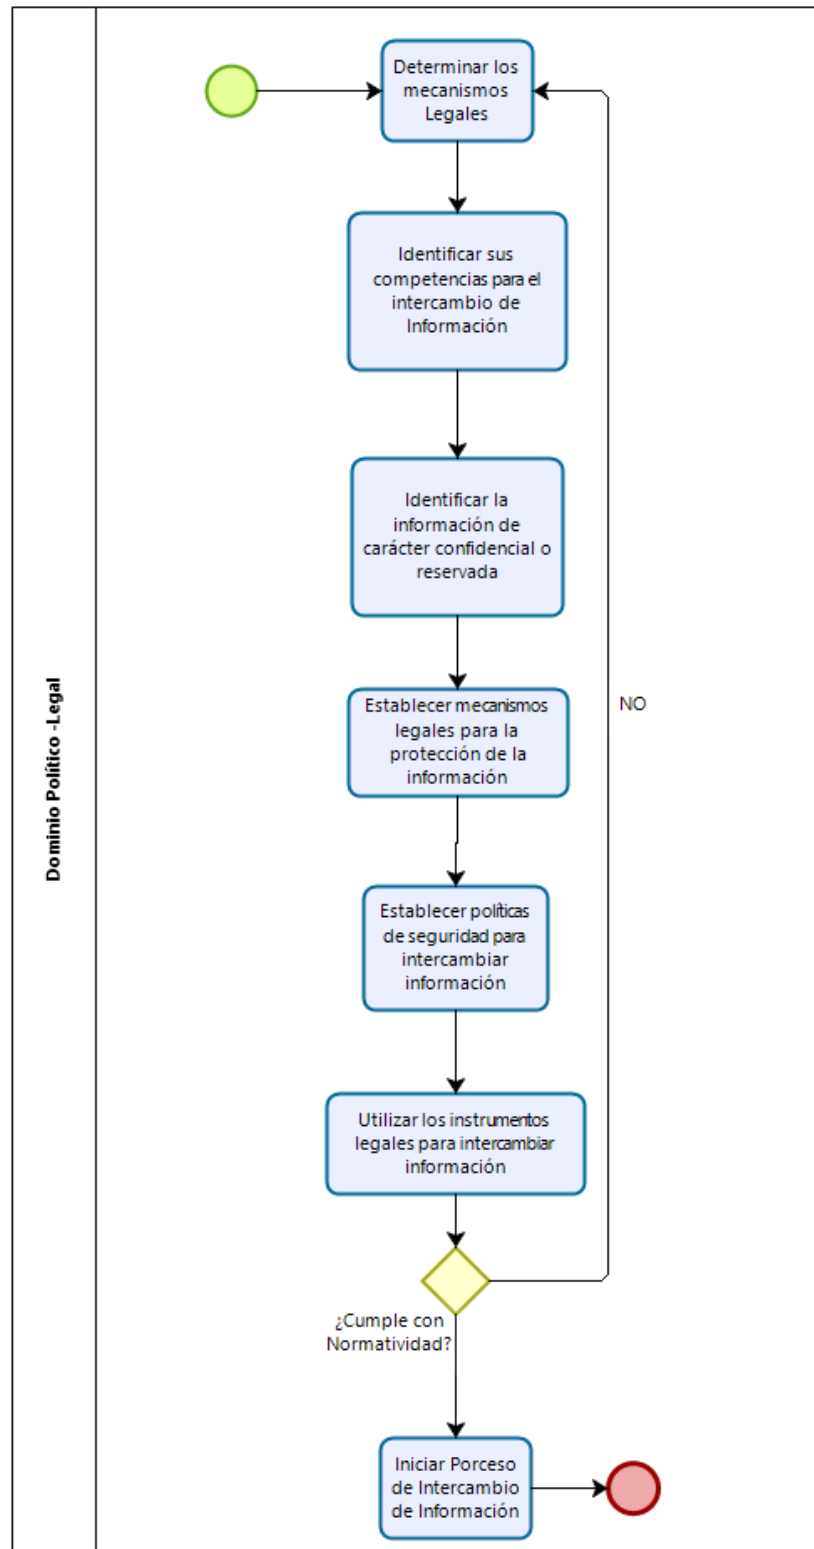 Dominio Político -Legal
Determinar los
mecanismos
Legales
Identificar sus
competencias para el
intercambio de
Información
Identificar la
información de
carácter confidencial o
reservada
Establecer mecanismos
legales para la
protección de la
información
NO
Establecer políticas
de seguridad para
intercambiar
información
Utilizar los instrumentos
legales para intercambiar
información
¿Cumple con
Normatividad?
Iniciar Porceso
de Intercambio
de Información